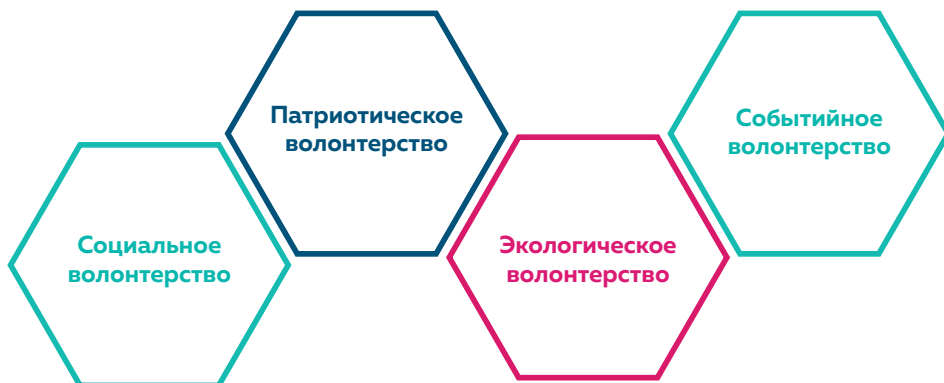 Социальное
волонтерство
Патриотическое
волонтерство
Экологическое
волонтерство
Событийное
волонтерство